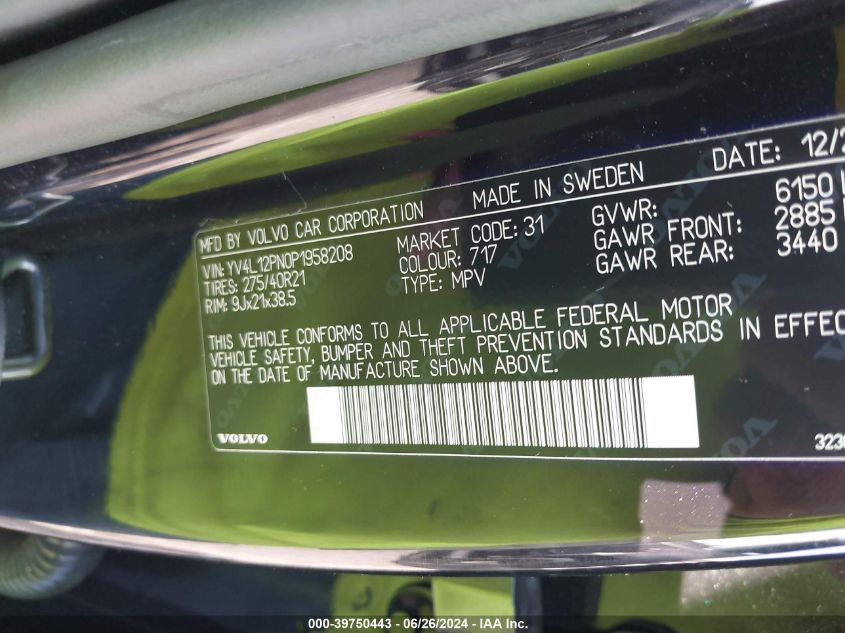 MFD BY VOLVO CAR CORPORATION MADE IN SWEDEN DATE: 12/2
VIN: YV4L12PN0P1958208 MARKET CODE: 31 GVWR: 6150
TIRES: 275/40R21 COLOUR: 717 GAWR FRONT: 2885
RIM: 9Jx21x38.5 TYPE: MPV GAWR REAR: 3440
THIS VEHICLE CONFORMS TO ALL APPLICABLE FEDERAL MOTOR
VEHICLE SAFETY, BUMPER AND THEFT PREVENTION STANDARDS IN EFFEC
ON THE DATE OF MANUFACTURE SHOWN ABOVE.
VOLVO 323
000-39750443 - 06/26/2024 - IAA Inc.